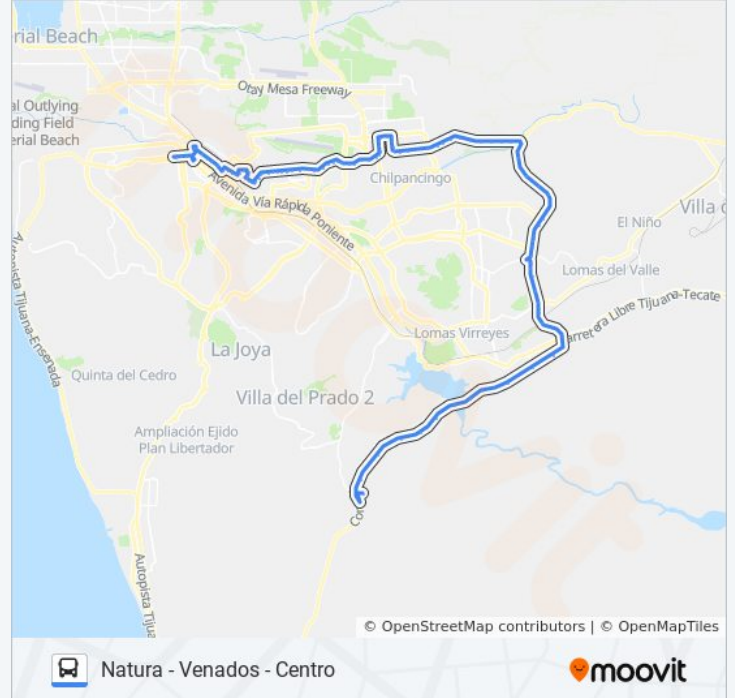 rial Beach
Otay Mesa Freeway
al Outlying
ding Field
erial Beach
Chilpancingo
Avenida Vía Rápida Poniente
El Niño
Villa
Lomas del Valle
Autopista Tijuana-Ensenada
Carretera Libre Tijuana-Tecate
Lomas Virreyes
La Joya
Quinta del Cedro
Villa del Prado 2
Ampliación Ejido
Plan Libertador
Co
Autopista Tijua
© OpenStreetMap contributors | © OpenMapTiles
Natura - Venados - Centro
moovit